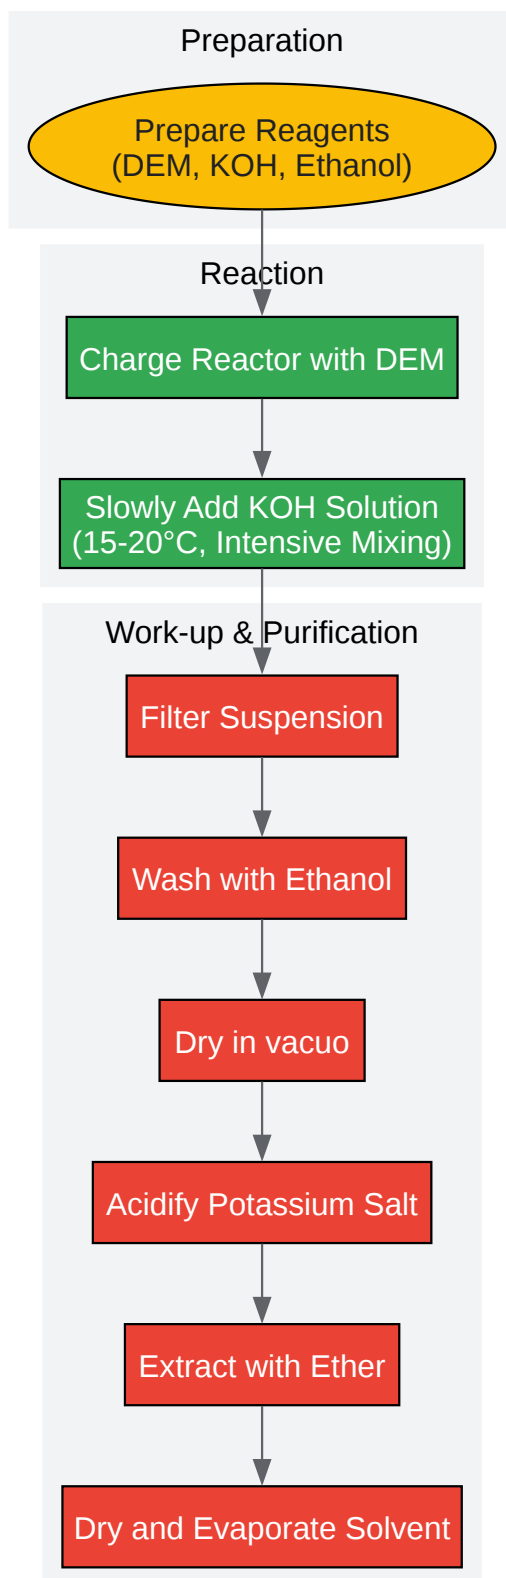 Preparation
Prepare Reagents
(DEM, KOH, Ethanol)
Reaction
Charge Reactor with DEM
Slowly Add KOH Solution
(15-20°C, Intensive Mixing)
Work-up & Purification
Filter Suspension
Wash with Ethanol
Dry in vacuo
Acidify Potassium Salt
Extract with Ether
Dry and Evaporate Solvent